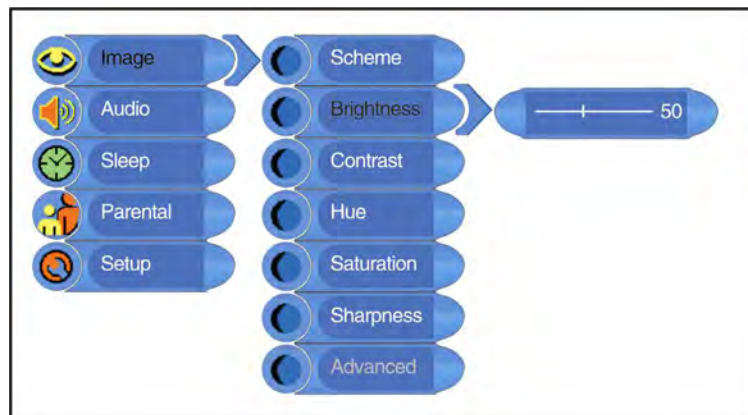 Image
Audio
Sleep
Parental
Setup
Scheme
Brightness
Contrast
Hue
Saturation
Sharpness
Advanced
50